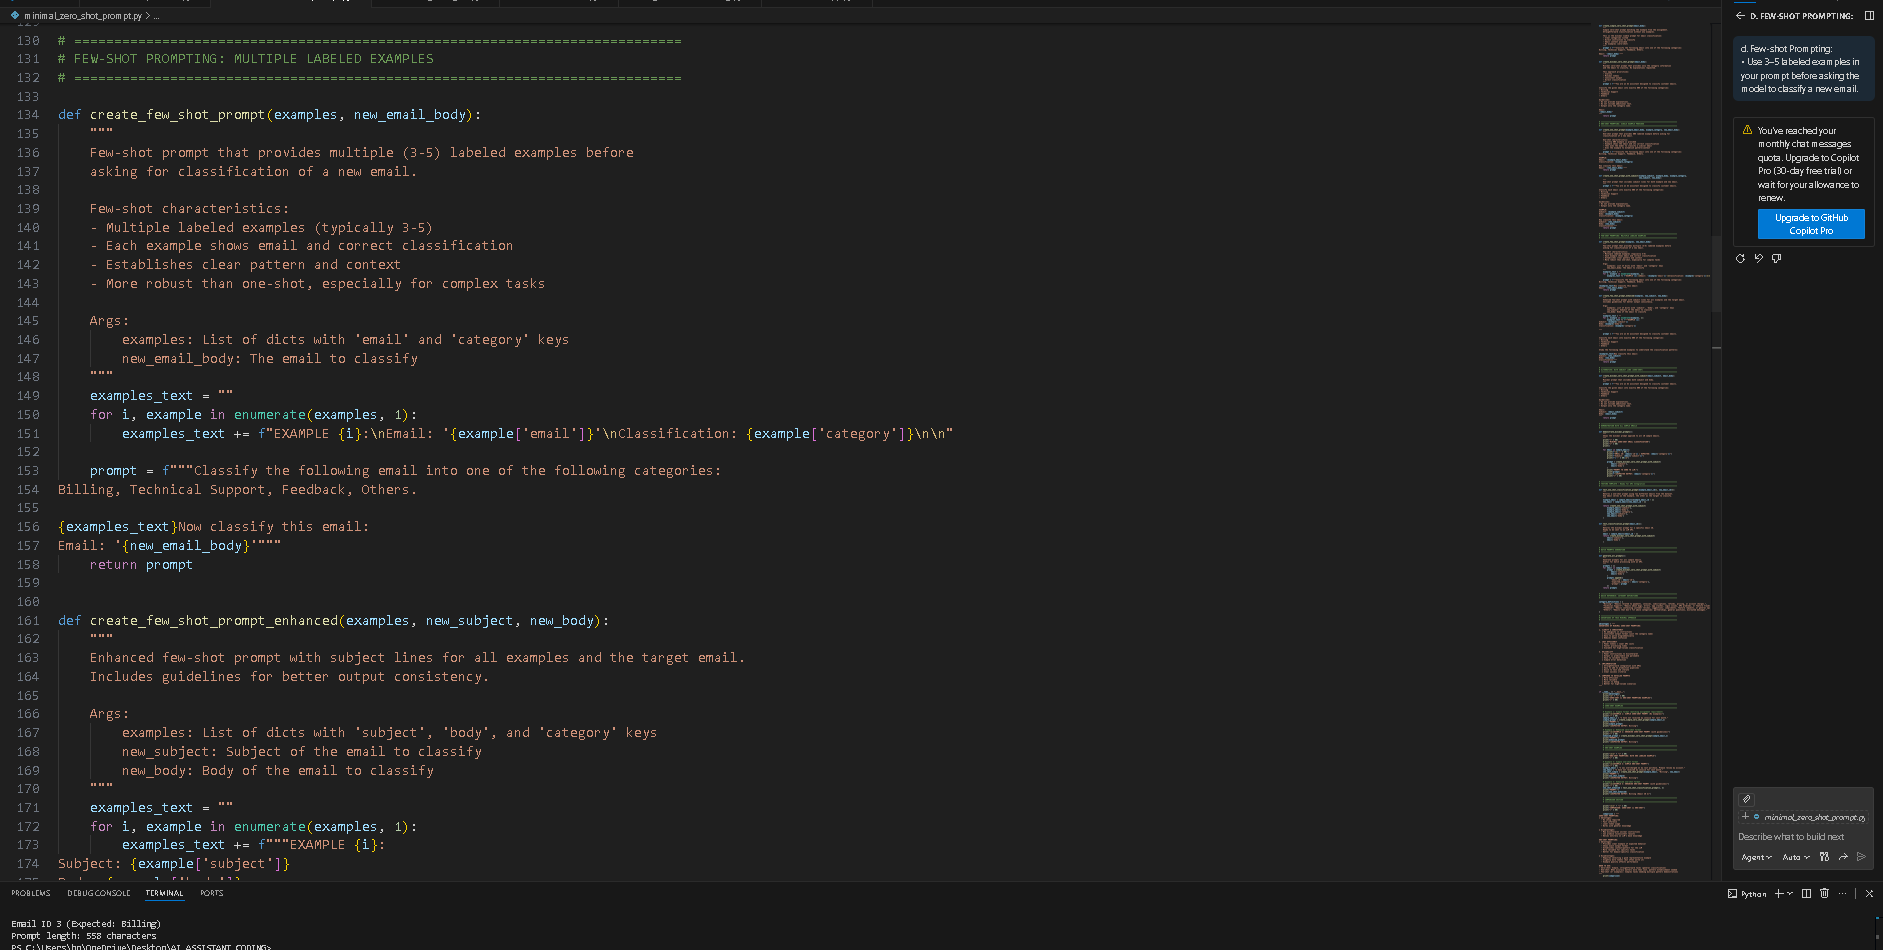 minimal_zero_shot_prompt.py > ...
130 # ============================================================================
131 # FEW-SHOT PROMPTING: MULTIPLE LABELED EXAMPLES
132 # ============================================================================
133
134 def create_few_shot_prompt(examples, new_email_body):
135     """
136     Few-shot prompt that provides multiple (3-5) labeled examples before
137     asking for classification of a new email.
138
139     Few-shot characteristics:
140     - Multiple labeled examples (typically 3-5)
141     - Each example shows email and correct classification
142     - Establishes clear pattern and context
143     - More robust than one-shot, especially for complex tasks
144
145     Args:
146         examples: List of dicts with 'email' and 'category' keys
147         new_email_body: The email to classify
148     """
149     examples_text = ""
150     for i, example in enumerate(examples, 1):
151         examples_text += f"EXAMPLE {i}:\nEmail: '{example['email']}'\nClassification: {example['category']}\n\n"
152
153     prompt = f"""Classify the following email into one of the following categories:
154 Billing, Technical Support, Feedback, Others.
155
156 {examples_text}Now classify this email:
157 Email: '{new_email_body}'"""
158     return prompt
159
160
161 def create_few_shot_prompt_enhanced(examples, new_subject, new_body):
162     """
163     Enhanced few-shot prompt with subject lines for all examples and the target email.
164     Includes guidelines for better output consistency.
165
166     Args:
167         examples: List of dicts with 'subject', 'body', and 'category' keys
168         new_subject: Subject of the email to classify
169         new_body: Body of the email to classify
170     """
171     examples_text = ""
172     for i, example in enumerate(examples, 1):
173         examples_text += f"""EXAMPLE {i}:
174 Subject: {example['subject']}
D. FEW-SHOT PROMPTING:
d. Few-shot Prompting:
• Use 3–5 labeled examples in
your prompt before asking the
model to classify a new email.
You've reached your
monthly chat messages
quota. Upgrade to Copilot
Pro (30-day free trial) or
wait for your allowance to
renew.
Upgrade to GitHub
Copilot Pro
minimal_zero_shot_prompt.py
Describe what to build next
Agent Auto
PROBLEMS DEBUG CONSOLE TERMINAL PORTS
Python
Email ID 3 (Expected: Billing)
Prompt length: 558 characters
PS C:\Users\hp\OneDrive\Desktop\AI ASSISTANT CODING>